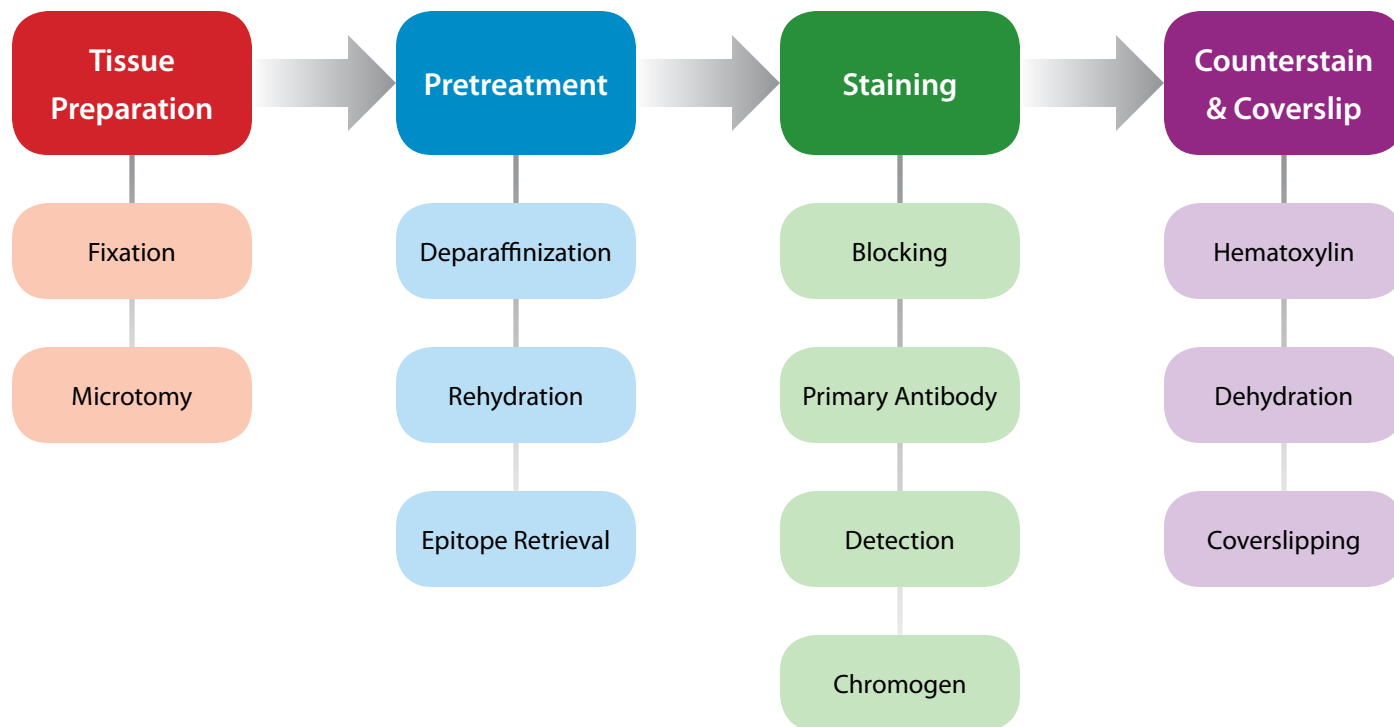 Tissue
Preparation
Pretreatment
Staining
Counterstain
& Coverslip
Fixation
Deparaffinization
Blocking
Hematoxylin
Microtomy
Rehydration
Primary Antibody
Dehydration
Epitope Retrieval
Detection
Coverslipping
Chromogen